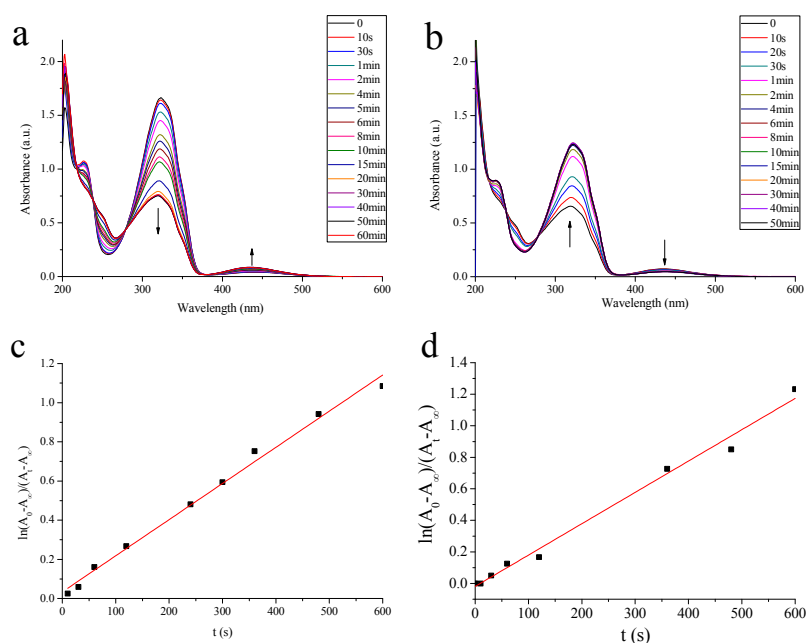 a
Absorbance (a.u.)
2.0
1.5
1.0
0.5
0.0
200
300
400
500
600
Wavelength (nm)
0
10s
30s
1min
2min
4min
5min
6min
8min
10min
15min
20min
30min
40min
50min
60min
b
Absorbance (a.u.)
2.0
1.5
1.0
0.5
0.0
200
300
400
500
600
Wavelength (nm)
0
10s
20s
30s
1min
2min
4min
6min
8min
10min
15min
20min
30min
40min
50min
c
ln(A₀-A∞)/(Aₜ-A∞)
1.2
1.0
0.8
0.6
0.4
0.2
0.0
0
100
200
300
400
500
600
t (s)
d
ln(A₀-A∞)/(Aₜ-A∞)
1.4
1.2
1.0
0.8
0.6
0.4
0.2
0.0
0
100
200
300
400
500
600
t (s)